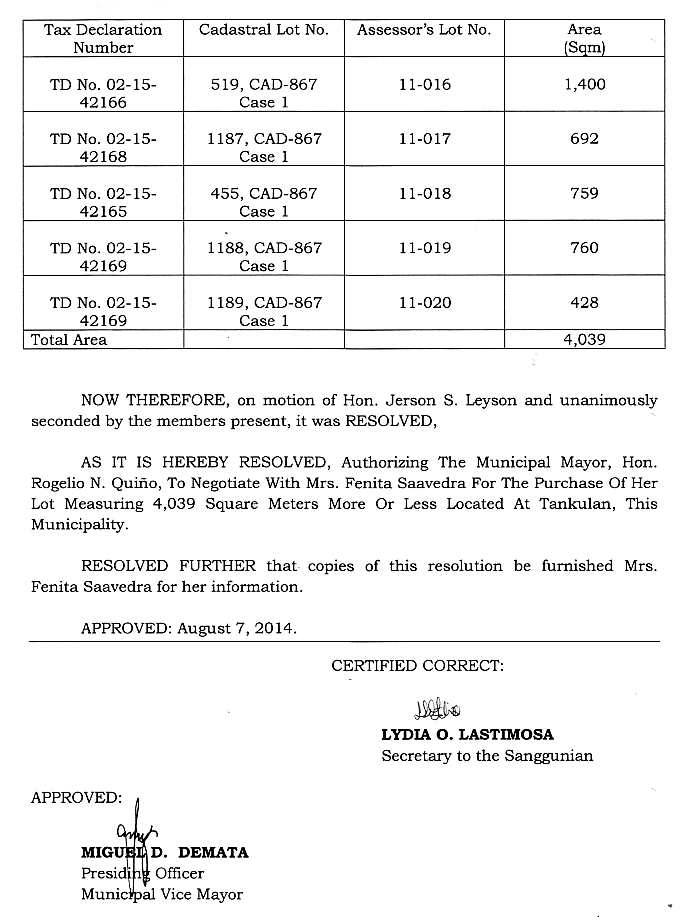 Tax Declaration Number Cadastral Lot No. Assessor's Lot No. Area (Sqm)
TD No. 02-15-42166 519, CAD-867 Case 1 11-016 1,400
TD No. 02-15-42168 1187, CAD-867 Case 1 11-017 692
TD No. 02-15-42165 455, CAD-867 Case 1 11-018 759
TD No. 02-15-42169 1188, CAD-867 Case 1 11-019 760
TD No. 02-15-42169 1189, CAD-867 Case 1 11-020 428
Total Area 4,039
NOW THEREFORE, on motion of Hon. Jerson S. Leyson and unanimously
seconded by the members present, it was RESOLVED,
AS IT IS HEREBY RESOLVED, Authorizing The Municipal Mayor, Hon.
Rogelio N. Quiño, To Negotiate With Mrs. Fenita Saavedra For The Purchase Of Her
Lot Measuring 4,039 Square Meters More Or Less Located At Tankulan, This
Municipality.
RESOLVED FURTHER that copies of this resolution be furnished Mrs.
Fenita Saavedra for her information.
APPROVED: August 7, 2014.
CERTIFIED CORRECT:
LYDIA O. LASTIMOSA
Secretary to the Sanggunian
APPROVED:
MIGUEL D. DEMATA
Presiding Officer
Municipal Vice Mayor